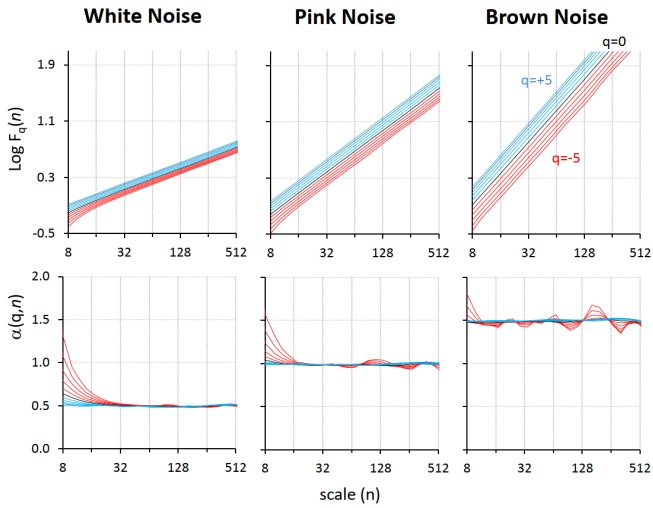 White Noise Pink Noise Brown Noise
q=0
1.9
q=+5
1.1
Log Fq(n)
q=-5
0.3
-0.5
8 32 128 512 8 32 128 512 8 32 128 512
2.0
1.5
α(q,n)
1.0
0.5
0.0
8 32 128 512 8 32 128 512 8 32 128 512
scale (n)